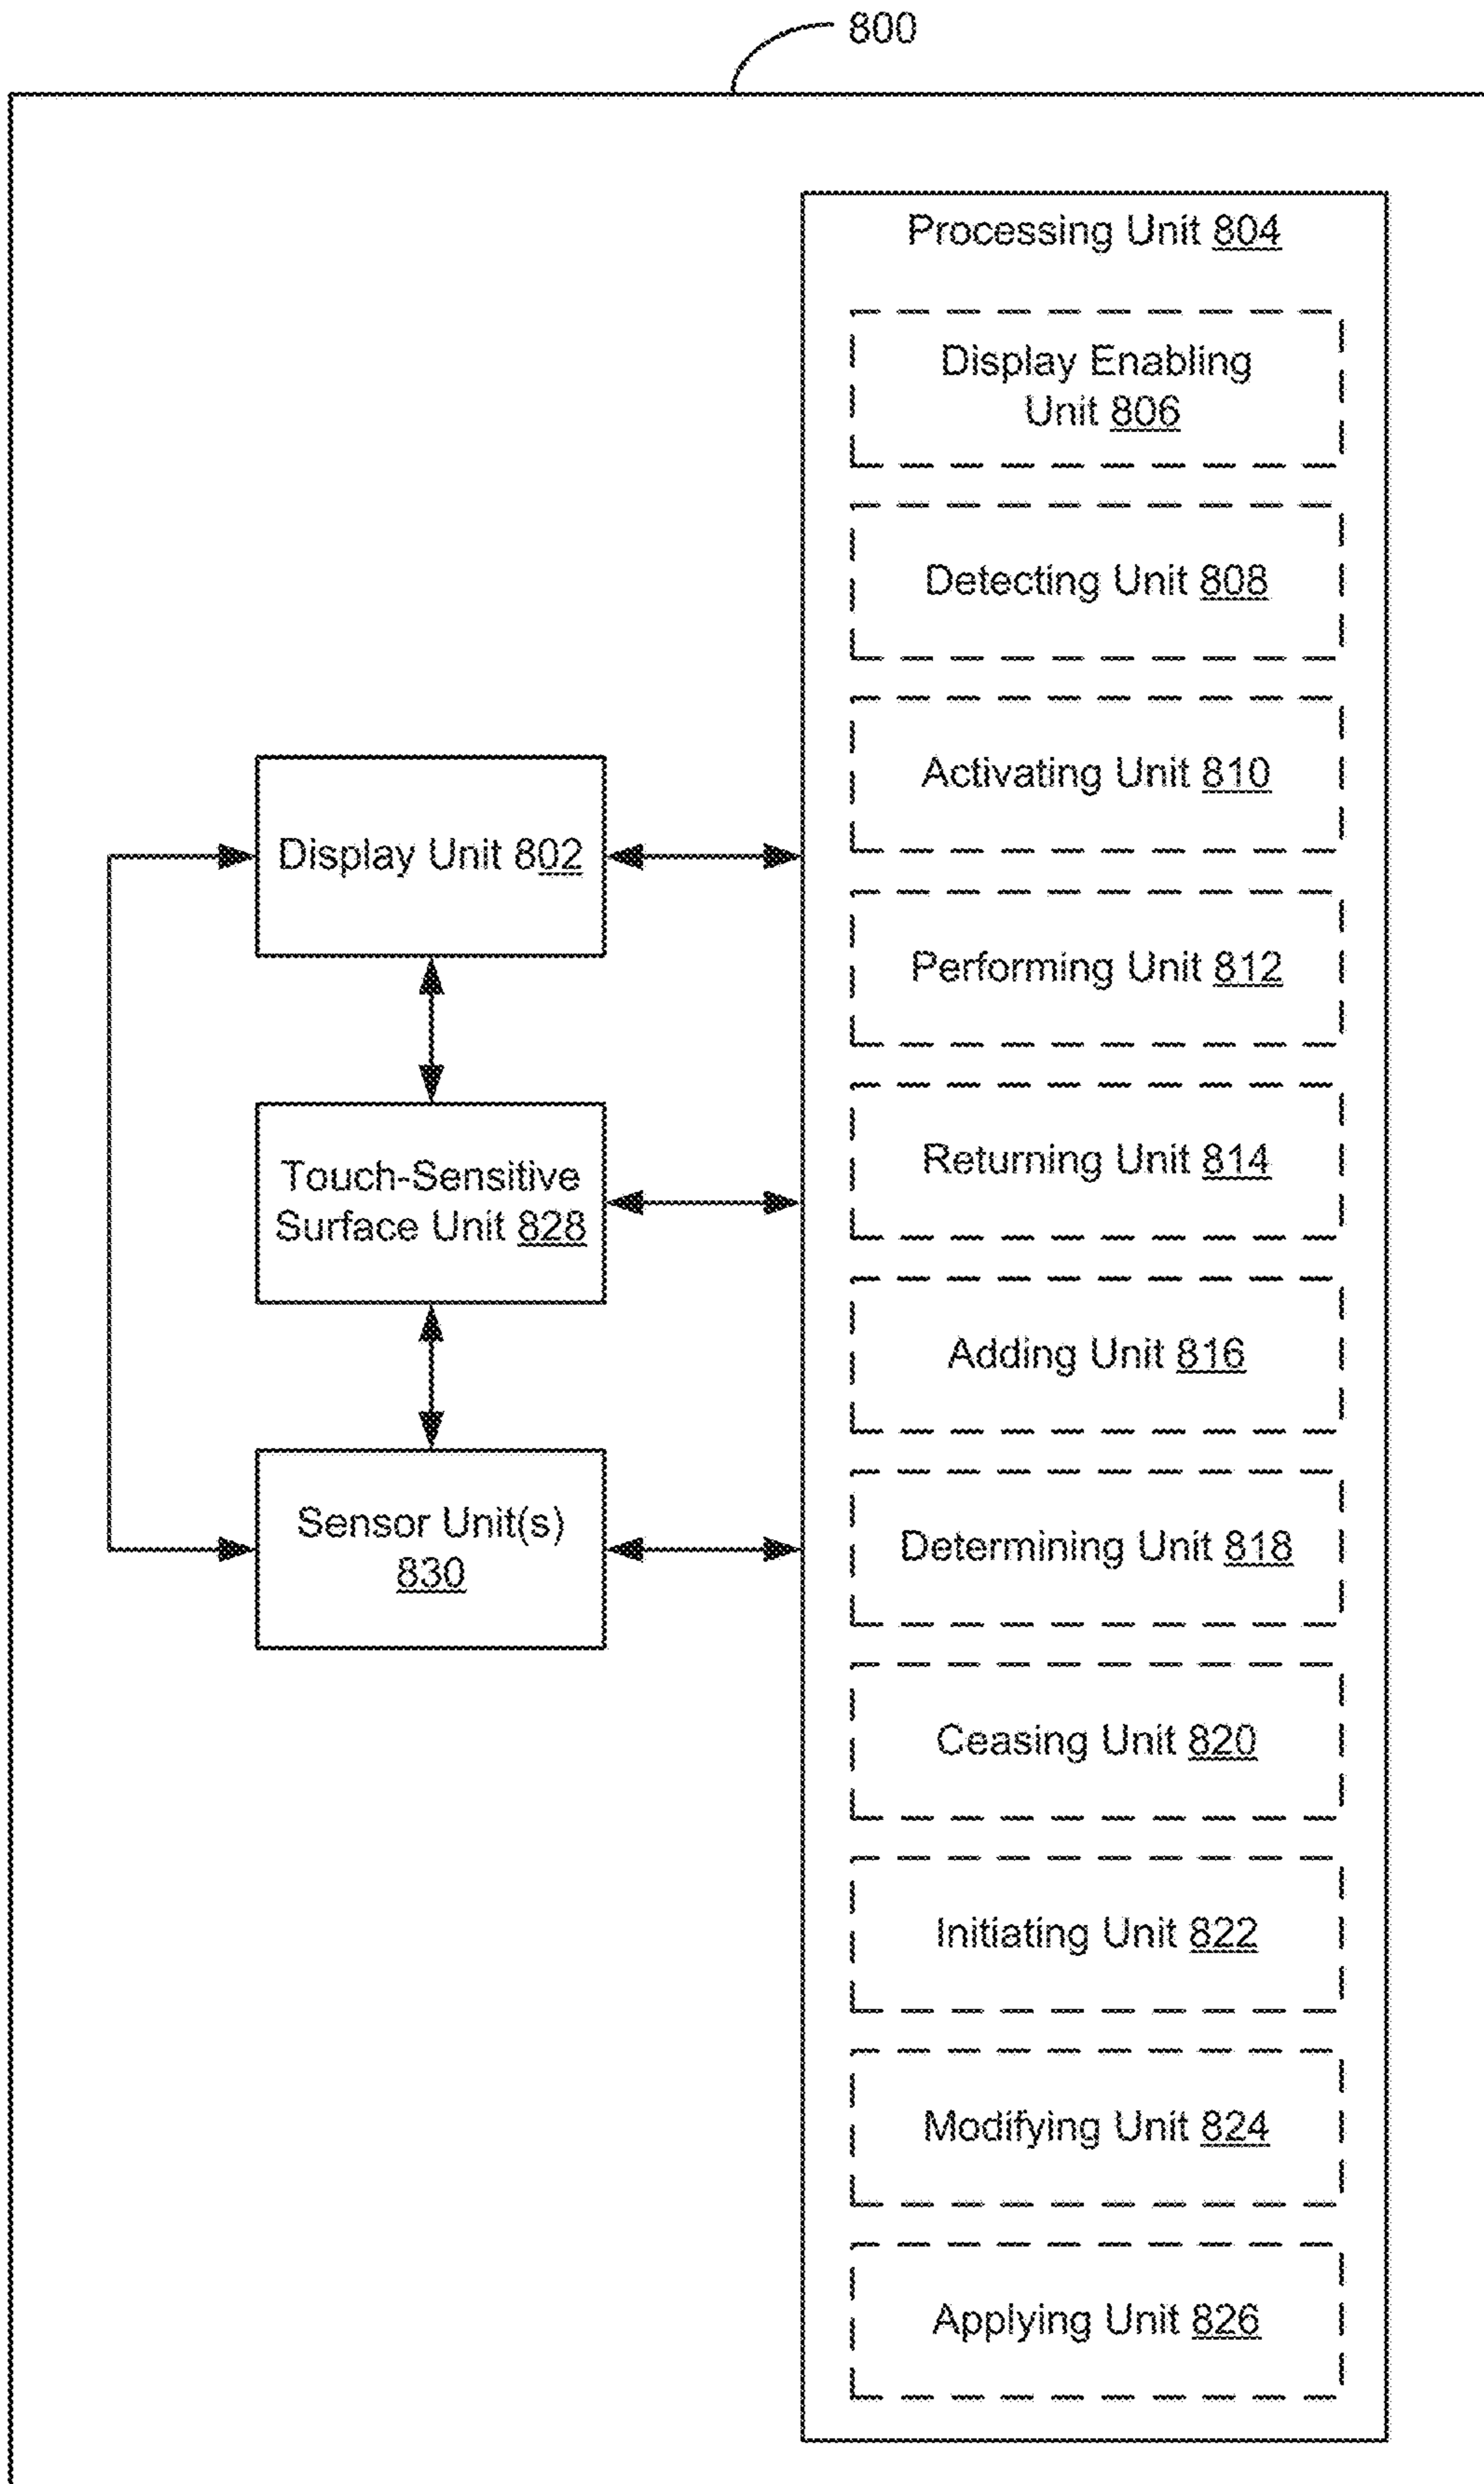 800
Processing Unit 804
Display Enabling
Unit 806
Detecting Unit 808
Activating Unit 810
Display Unit 802
Performing Unit 812
Returning Unit 814
Touch-Sensitive
Surface Unit 828
Adding Unit 816
Determining Unit 818
Sensor Unit(s)
830
Ceasing Unit 820
Initiating Unit 822
Modifying Unit 824
Applying Unit 826